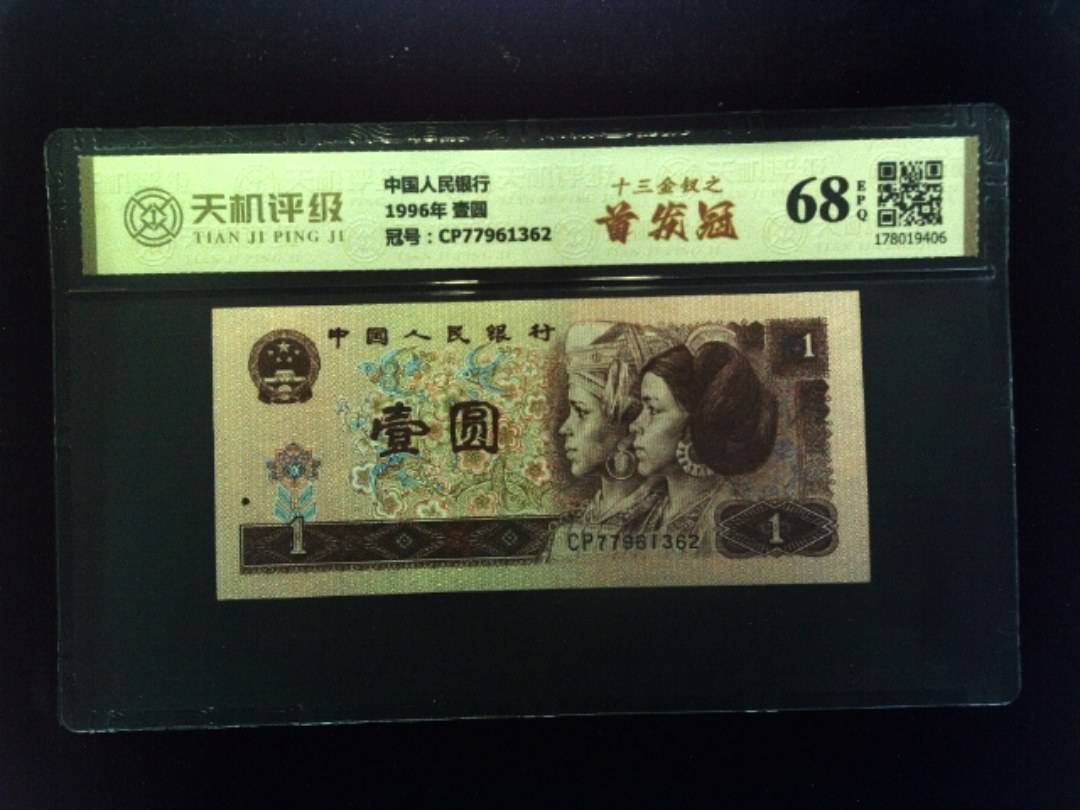 天机评级
TIAN JI PING JI
中国人民银行
1996年 壹圆
冠号：CP77961362
十三金钗之
首发冠
68
EPQ
178019406
中国人民银行
1
壹圆
CP77961362
1
1